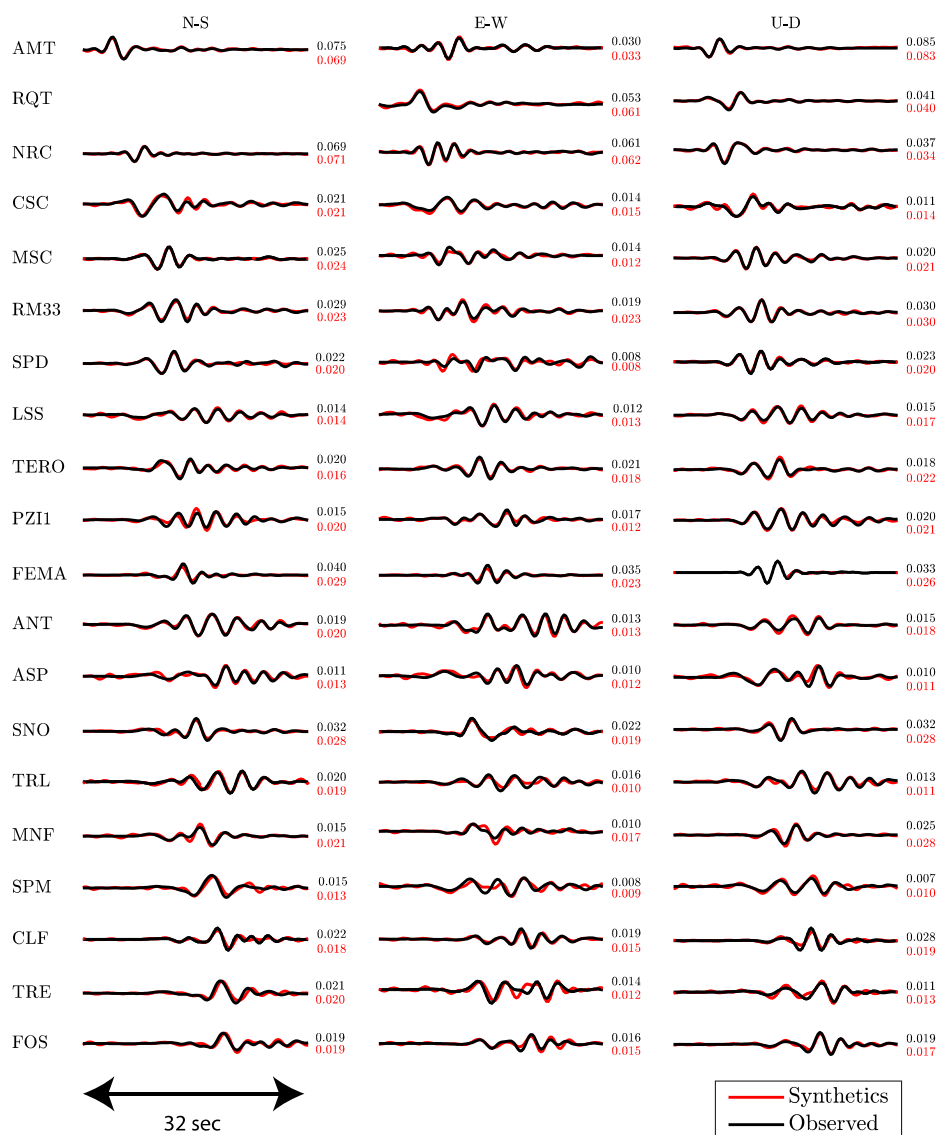 N-S E-W U-D
AMT 0.075 0.030 0.085
0.069 0.033 0.083
RQT 0.053 0.041
0.061 0.040
NRC 0.069 0.061 0.037
0.071 0.062 0.034
CSC 0.021 0.014 0.011
0.021 0.015 0.014
MSC 0.025 0.014 0.020
0.024 0.012 0.021
RM33 0.029 0.019 0.030
0.023 0.023 0.030
SPD 0.022 0.008 0.023
0.020 0.008 0.020
LSS 0.014 0.012 0.015
0.014 0.013 0.017
TERO 0.020 0.021 0.018
0.016 0.018 0.022
PZI1 0.015 0.017 0.020
0.020 0.012 0.021
FEMA 0.040 0.035 0.033
0.029 0.023 0.026
ANT 0.019 0.013 0.015
0.020 0.013 0.018
ASP 0.011 0.010 0.010
0.013 0.012 0.011
SNO 0.032 0.022 0.032
0.028 0.019 0.028
TRL 0.020 0.016 0.013
0.019 0.010 0.011
MNF 0.015 0.010 0.025
0.021 0.017 0.028
SPM 0.015 0.008 0.007
0.013 0.009 0.010
CLF 0.022 0.019 0.028
0.018 0.015 0.019
TRE 0.021 0.014 0.011
0.020 0.012 0.013
FOS 0.019 0.016 0.019
0.019 0.015 0.017
32 sec
Synthetics
Observed